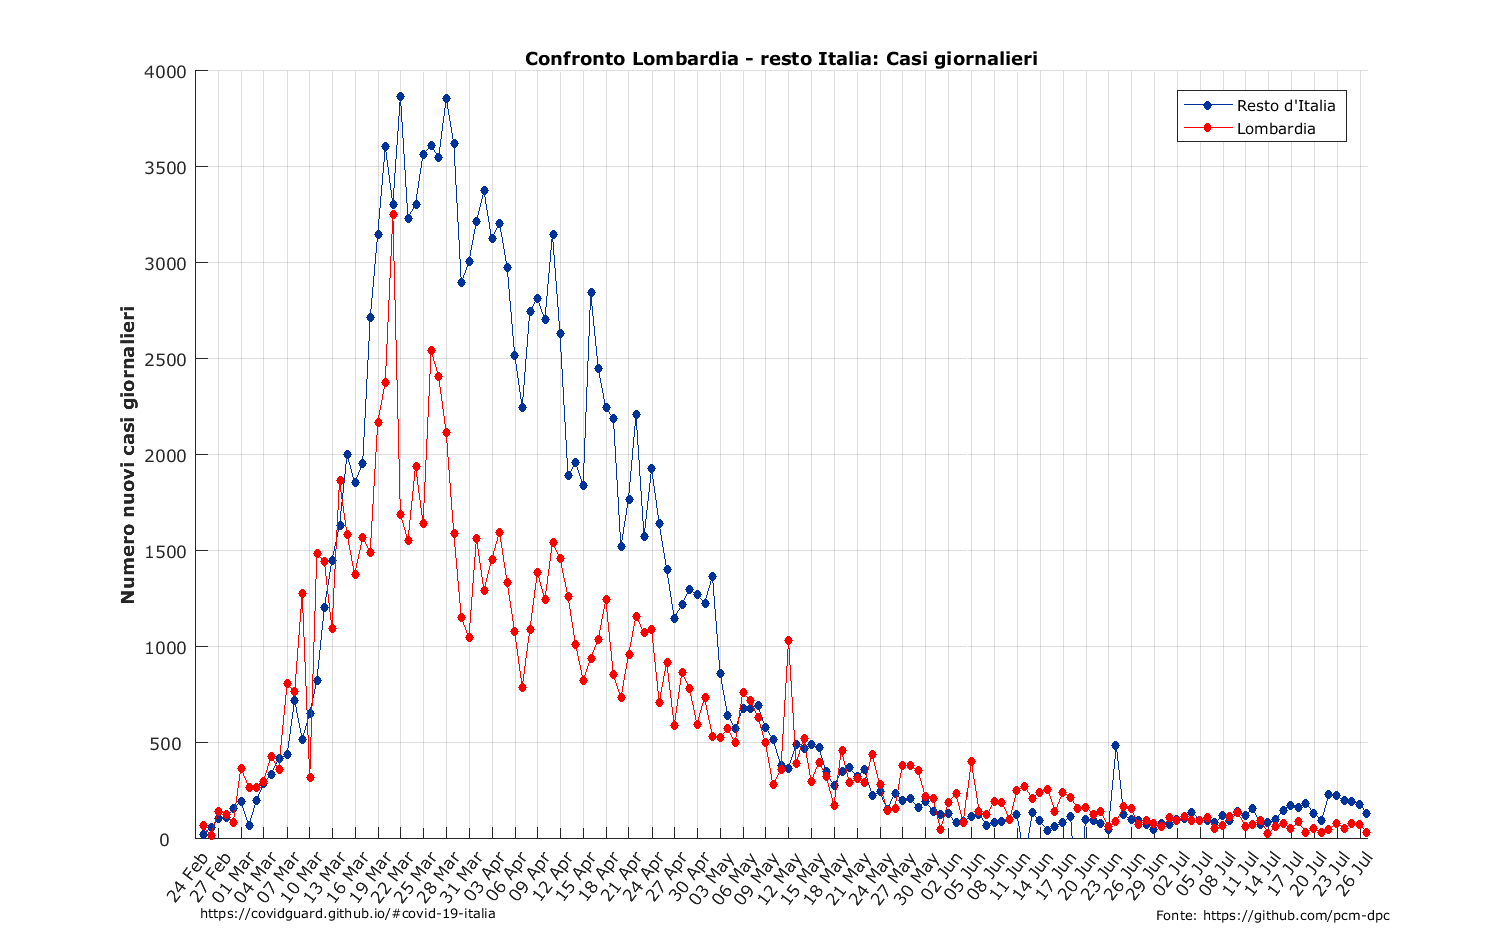 Confronto Lombardia - resto Italia: Casi giornalieri
Numero nuovi casi giornalieri
4000
3500
3000
2500
2000
1500
1000
500
0
Resto d'Italia
Lombardia
24 Feb
27 Feb
01 Mar
04 Mar
07 Mar
10 Mar
13 Mar
16 Mar
19 Mar
22 Mar
25 Mar
28 Mar
31 Mar
03 Apr
06 Apr
09 Apr
12 Apr
15 Apr
18 Apr
21 Apr
24 Apr
27 Apr
30 Apr
03 May
06 May
09 May
12 May
15 May
18 May
21 May
24 May
27 May
30 May
02 Jun
05 Jun
08 Jun
11 Jun
14 Jun
17 Jun
20 Jun
23 Jun
26 Jun
29 Jun
02 Jul
05 Jul
08 Jul
11 Jul
14 Jul
17 Jul
20 Jul
23 Jul
26 Jul
https://covidguard.github.io/#covid-19-italia
Fonte: https://github.com/pcm-dpc